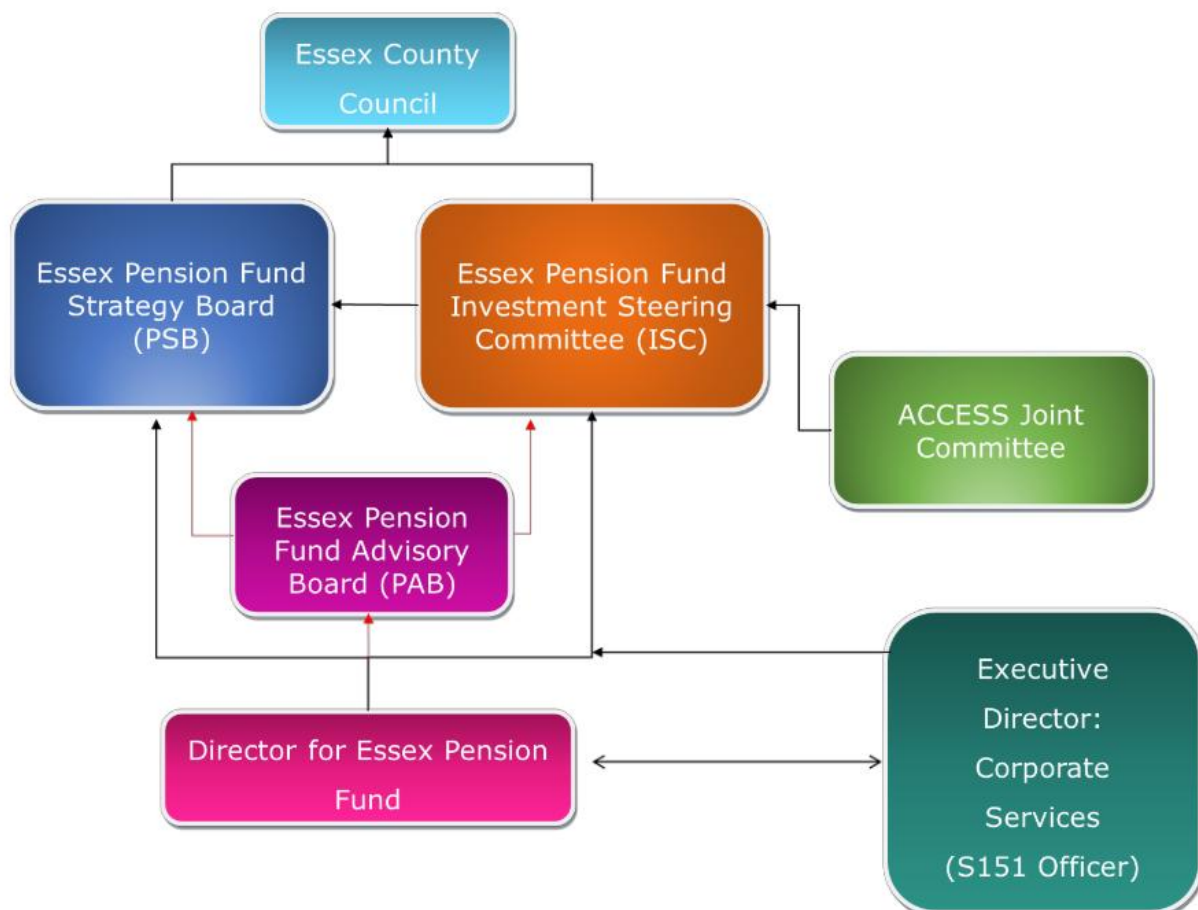 Essex County
Council
Essex Pension Fund
Strategy Board
(PSB)
Essex Pension Fund
Investment Steering
Committee (ISC)
ACCESS Joint
Committee
Essex Pension
Fund Advisory
Board (PAB)
Director for Essex Pension
Fund
Executive
Director:
Corporate
Services
(S151 Officer)